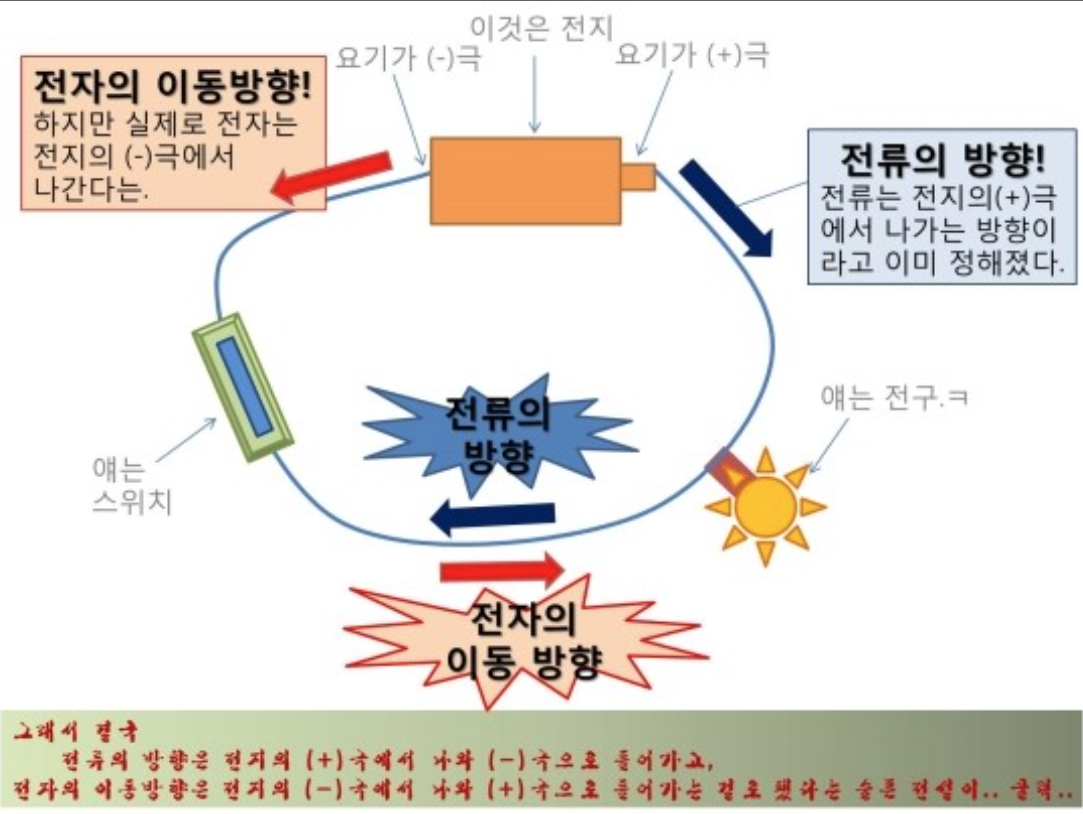 이것은 전지
요기가 (-)극
요기가 (+)극
전자의 이동방향!
하지만 실제로 전자는
전지의 (-)극에서
나간다는.
전류의 방향!
전류는 전지의(+)극
에서 나가는 방향이
라고 이미 정해졌다.
전류의
방향
얘는 전구.ㅋ
얘는
스위치
전자의
이동 방향
그래서 결국
전류의 방향은 전지의 (+)극에서 나와 (-)극으로 들어가고,
전자의 이동방향은 전지의 (-)극에서 나와 (+)극으로 들어가는 걸로 됐다는 슬픈 전설이.. 쿨럭..